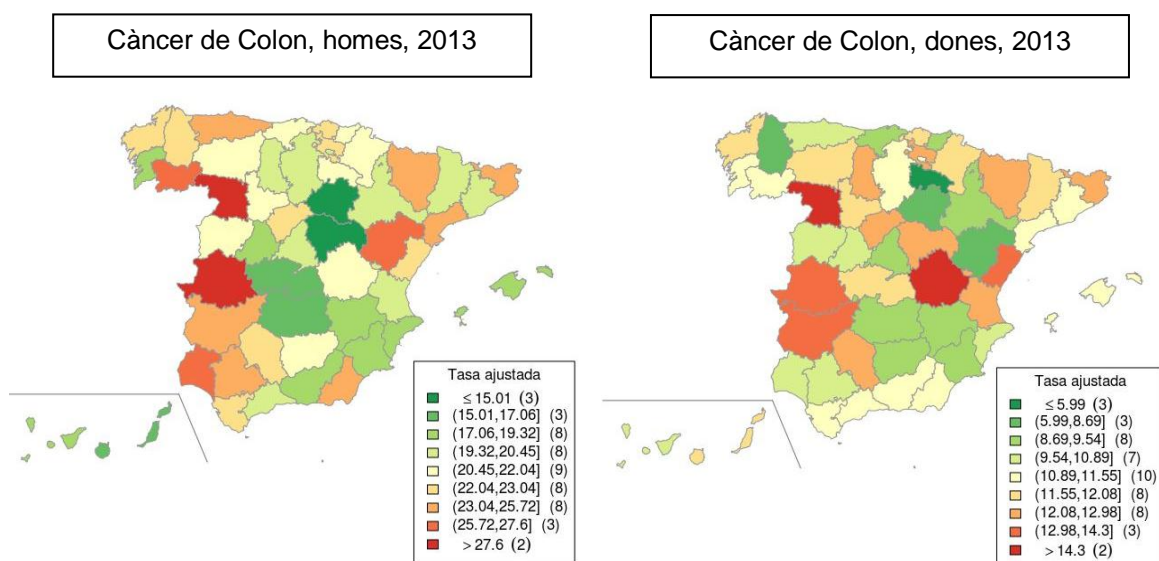 Càncer de Colon, homes, 2013
Càncer de Colon, dones, 2013
Tasa ajustada
≤ 15.01 (3)
(15.01,17.06] (3)
(17.06,19.32] (8)
(19.32,20.45] (8)
(20.45,22.04] (9)
(22.04,23.04] (8)
(23.04,25.72] (8)
(25.72,27.6] (3)
> 27.6 (2)
Tasa ajustada
≤ 5.99 (3)
(5.99,8.69] (3)
(8.69,9.54] (8)
(9.54,10.89] (7)
(10.89,11.55] (10)
(11.55,12.08] (8)
(12.08,12.98] (8)
(12.98,14.3] (3)
> 14.3 (2)